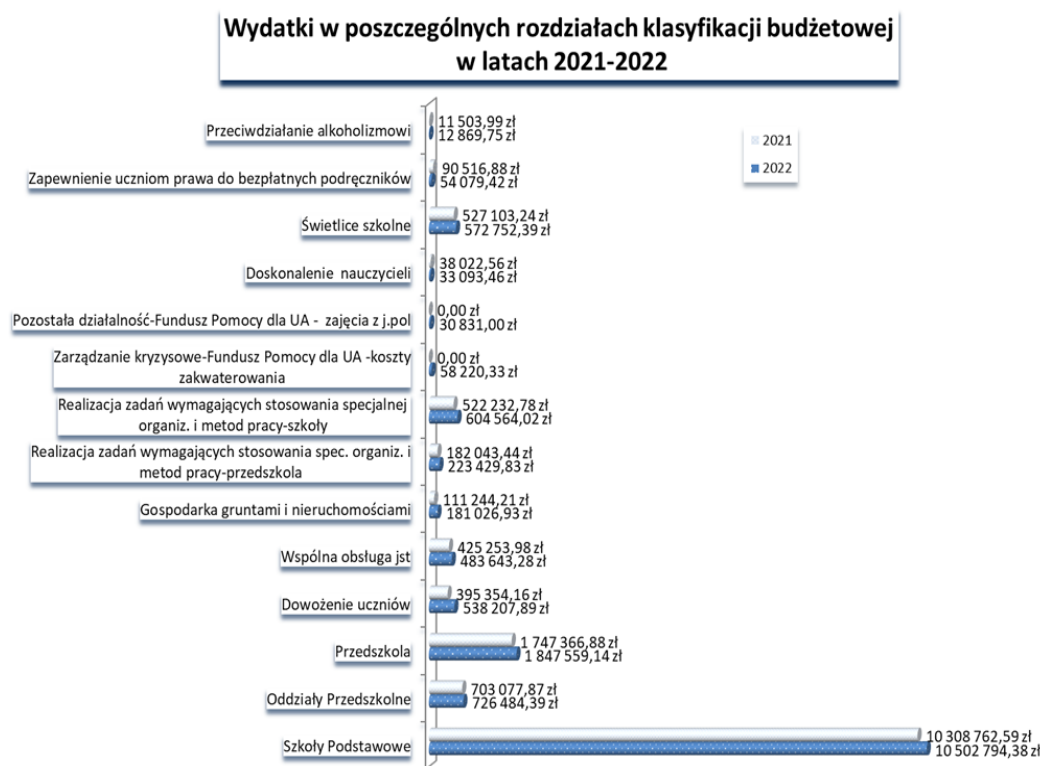 Wydatki w poszczególnych rozdziałach klasyfikacji budżetowej
w latach 2021-2022
2021
2022
Przeciwdziałanie alkoholizmowi
11 503,99 zł
12 869,75 zł
Zapewnienie uczniom prawa do bezpłatnych podręczników
90 516,88 zł
54 079,42 zł
Świetlice szkolne
527 103,24 zł
572 752,39 zł
Doskonalenie nauczycieli
38 022,56 zł
33 093,46 zł
Pozostała działalność-Fundusz Pomocy dla UA - zajęcia z j.pol
0,00 zł
30 831,00 zł
Zarządzanie kryzysowe-Fundusz Pomocy dla UA -koszty
zakwaterowania
0,00 zł
58 220,33 zł
Realizacja zadań wymagających stosowania specjalnej
organiz. i metod pracy-szkoły
522 232,78 zł
604 564,02 zł
Realizacja zadań wymagających stosowania spec. organiz. i
metod pracy-przedszkola
182 043,44 zł
223 429,83 zł
Gospodarka gruntami i nieruchomościami
111 244,21 zł
181 026,93 zł
Wspólna obsługa jst
425 253,98 zł
483 643,28 zł
Dowożenie uczniów
395 354,16 zł
538 207,89 zł
Przedszkola
1 747 366,88 zł
1 847 559,14 zł
Oddziały Przedszkolne
703 077,87 zł
726 484,39 zł
Szkoły Podstawowe
10 308 762,59 zł
10 502 794,38 zł